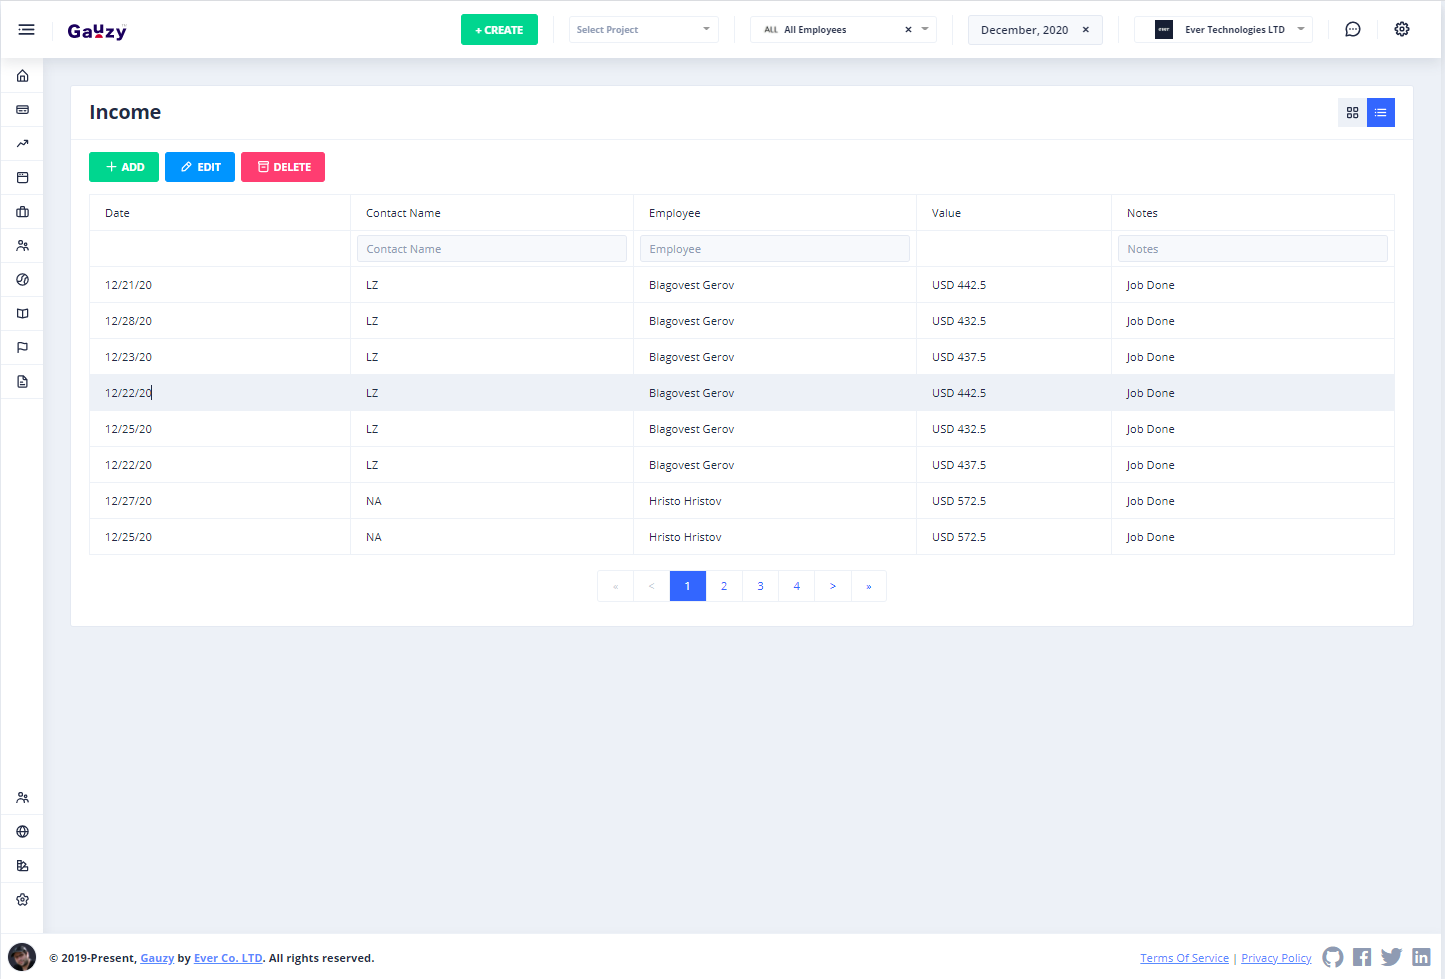 Gauzy
+ CREATE
Select Project
ALL All Employees ×
December, 2020 ×
EVER Ever Technologies LTD
Income
+ ADD
EDIT
DELETE
Date Contact Name Employee Value Notes
Contact Name Employee Notes
12/21/20 LZ Blagovest Gerov USD 442.5 Job Done
12/28/20 LZ Blagovest Gerov USD 432.5 Job Done
12/23/20 LZ Blagovest Gerov USD 437.5 Job Done
12/22/20 LZ Blagovest Gerov USD 442.5 Job Done
12/25/20 LZ Blagovest Gerov USD 432.5 Job Done
12/22/20 LZ Blagovest Gerov USD 437.5 Job Done
12/27/20 NA Hristo Hristov USD 572.5 Job Done
12/25/20 NA Hristo Hristov USD 572.5 Job Done
« < 1 2 3 4 > »
© 2019-Present, Gauzy by Ever Co. LTD. All rights reserved.
Terms Of Service | Privacy Policy